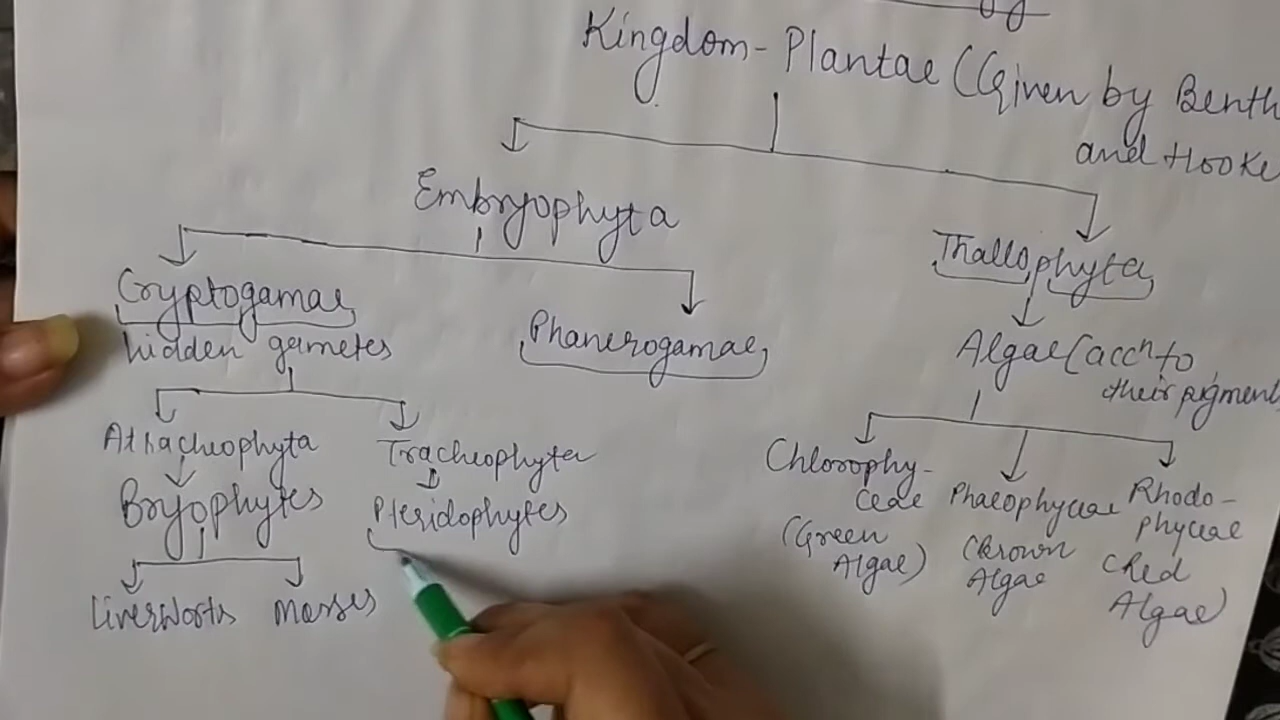 Kingdom - Plantae (Given by Benth
and Hooke
Embryophyta
Thallophyta
Cryptogamae
hidden gametes
Phanerogamae
Algae (accⁿ to
their pigment
Atracheophyta
Tracheophyta
Bryophytes
Pteridophytes
Chlorophy-
ceae
(Green
Algae)
Phaeophyceae
(Brown
Algae
Rhodo-
phyceae
(Red
Algae)
Liverworts
Mosses